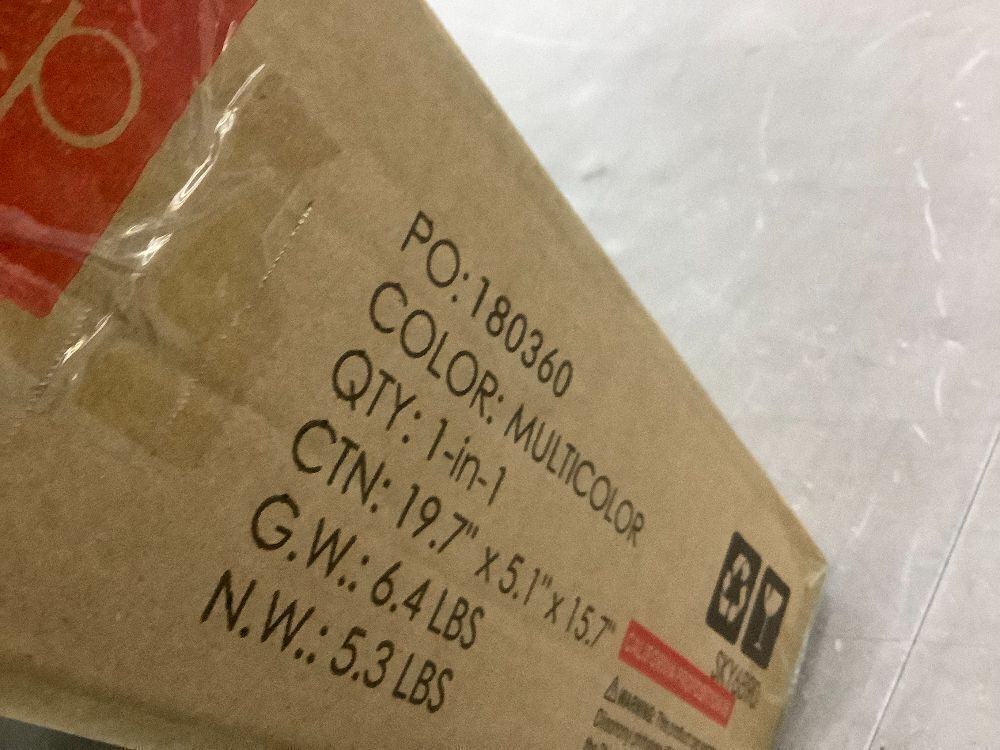 PO: 180360
COLOR: MULTICOLOR
QTY: 1-in-1
CTN: 19.7" x 5.1" x 15.7"
G.W.: 6.4 LBS
N.W.: 5.3 LBS
CALIFORNIA
WARNING: